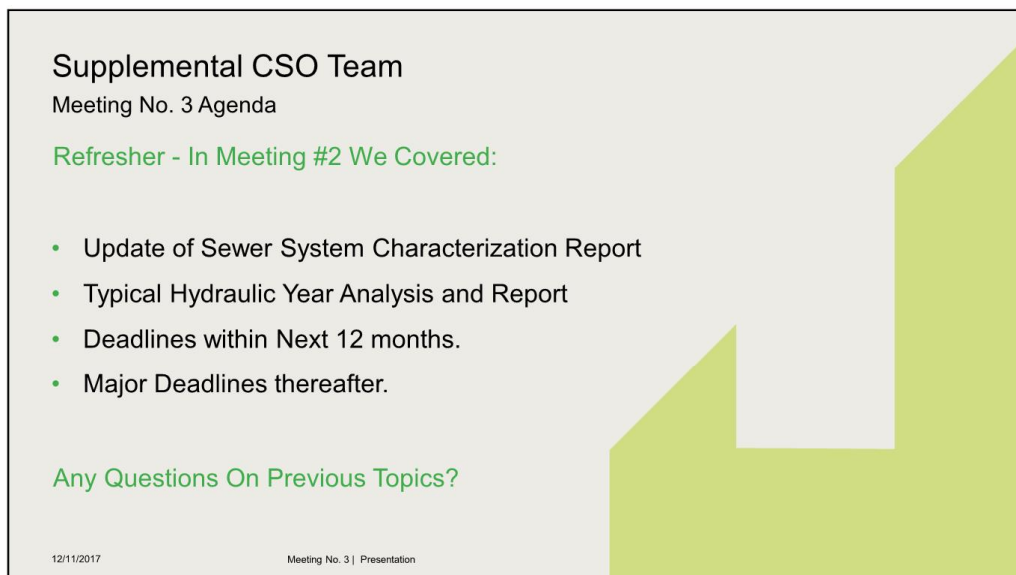 Supplemental CSO Team
Meeting No. 3 Agenda
Refresher - In Meeting #2 We Covered:
• Update of Sewer System Characterization Report
• Typical Hydraulic Year Analysis and Report
• Deadlines within Next 12 months.
• Major Deadlines thereafter.
Any Questions On Previous Topics?
12/11/2017
Meeting No. 3 | Presentation